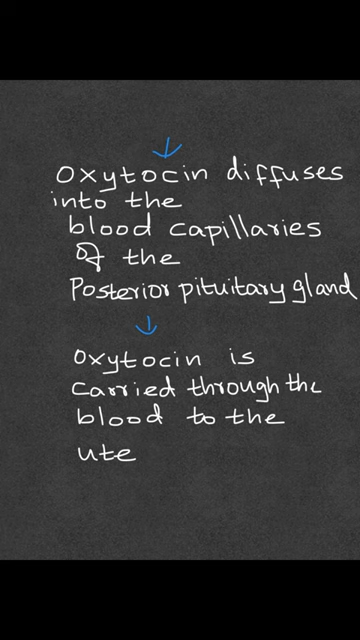 Oxytocin diffuses
into the
blood capillaries
of the
Posterior pituitary gland
Oxytocin is
carried through the
blood to the
ute